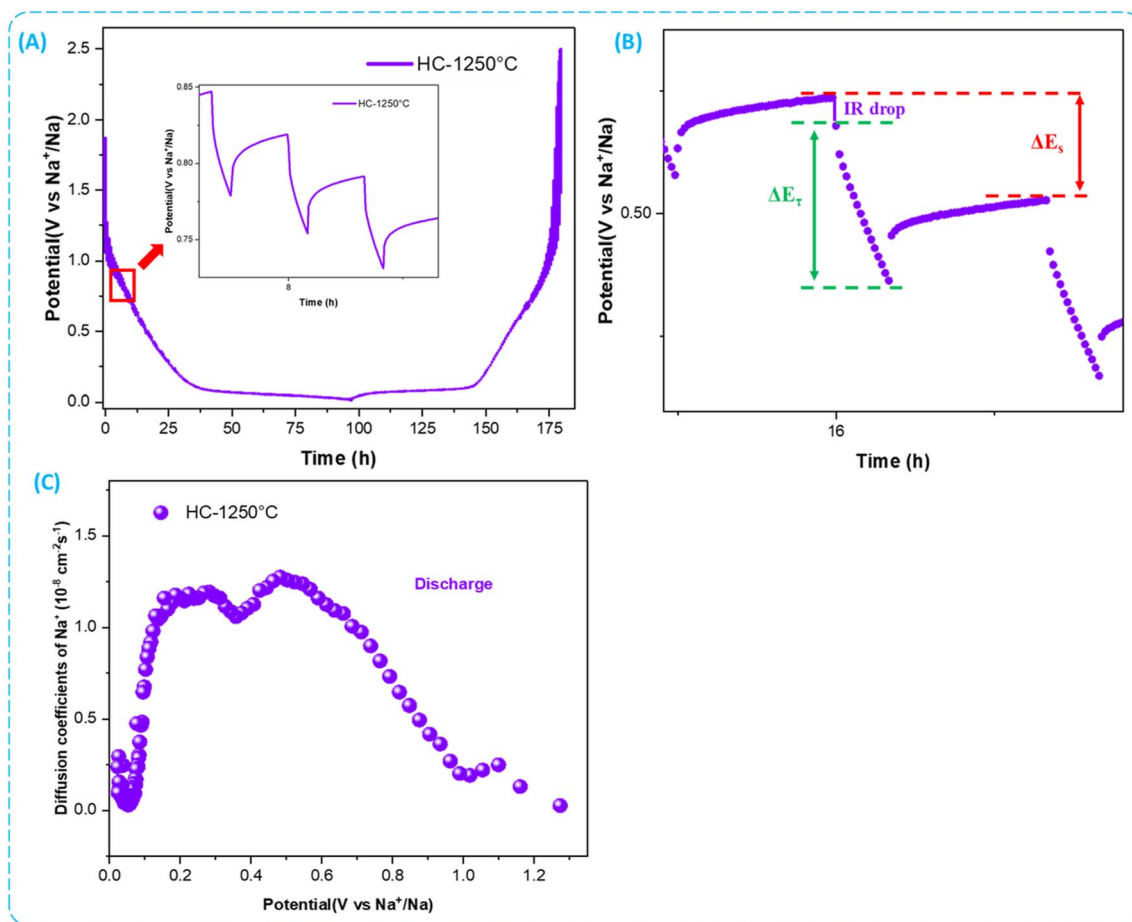 (A)
HC-1250°C
2.5
2.0
1.5
1.0
0.5
0.0
Potential(V vs Na⁺/Na)
0 25 50 75 100 125 150 175
Time (h)
HC-1250°C
0.85
0.80
0.75
Potential(V vs Na⁺/Na)
8
Time (h)
(B)
IR drop
ΔEτ
ΔEs
0.50
Potential(V vs Na⁺/Na)
16
Time (h)
(C)
HC-1250°C
Discharge
1.5
1.0
0.5
0.0
Diffusion coefficients of Na⁺ (10⁻⁸ cm⁻²s⁻¹)
0.0 0.2 0.4 0.6 0.8 1.0 1.2
Potential(V vs Na⁺/Na)